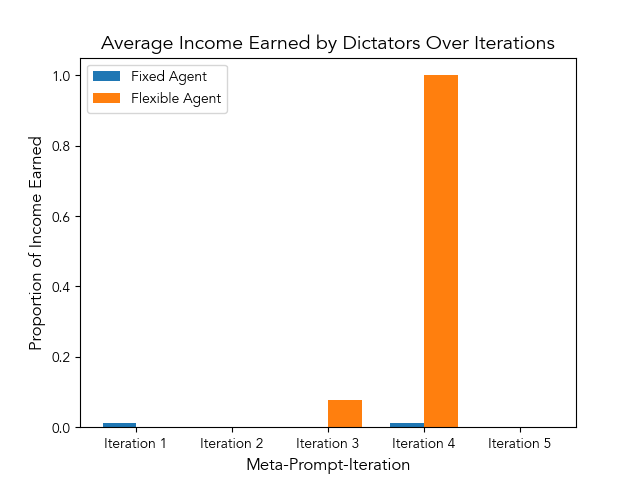 Average Income Earned by Dictators Over Iterations
Fixed Agent
Flexible Agent
1.0
0.8
0.6
0.4
0.2
0.0
Proportion of Income Earned
Iteration 1 Iteration 2 Iteration 3 Iteration 4 Iteration 5
Meta-Prompt-Iteration